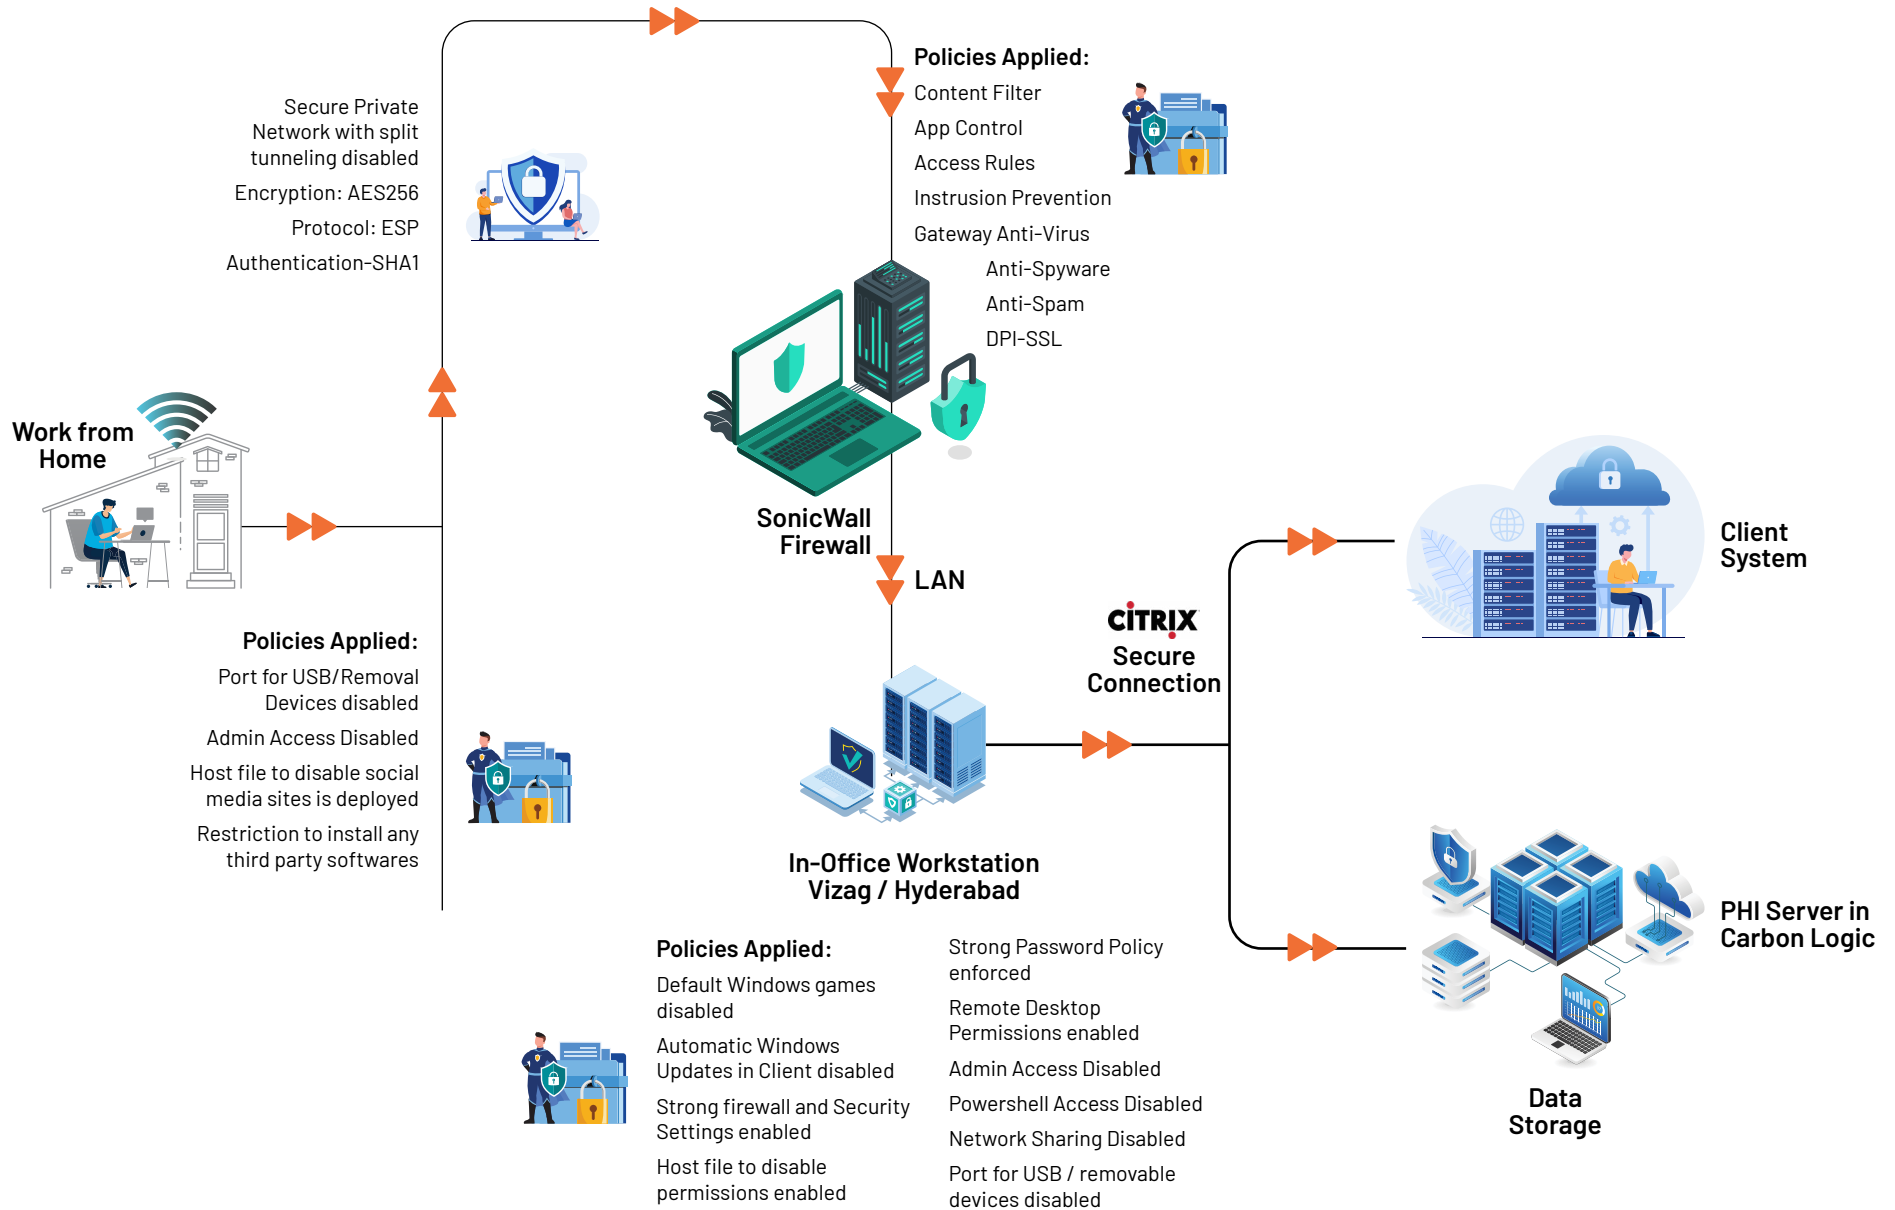 Secure Private
Network with split
tunneling disabled
Encryption: AES256
Protocol: ESP
Authentication-SHA1
Policies Applied:
Content Filter
App Control
Access Rules
Instrusion Prevention
Gateway Anti-Virus
Anti-Spyware
Anti-Spam
DPI-SSL
Work from
Home
SonicWall
Firewall
LAN
Policies Applied:
Port for USB/Removal
Devices disabled
Admin Access Disabled
Host file to disable social
media sites is deployed
Restriction to install any
third party softwares
CİTRIX
Secure
Connection
Client
System
In-Office Workstation
Vizag / Hyderabad
PHI Server in
Carbon Logic
Data
Storage
Policies Applied:
Default Windows games
disabled
Automatic Windows
Updates in Client disabled
Strong firewall and Security
Settings enabled
Host file to disable
permissions enabled
Strong Password Policy
enforced
Remote Desktop
Permissions enabled
Admin Access Disabled
Powershell Access Disabled
Network Sharing Disabled
Port for USB / removable
devices disabled